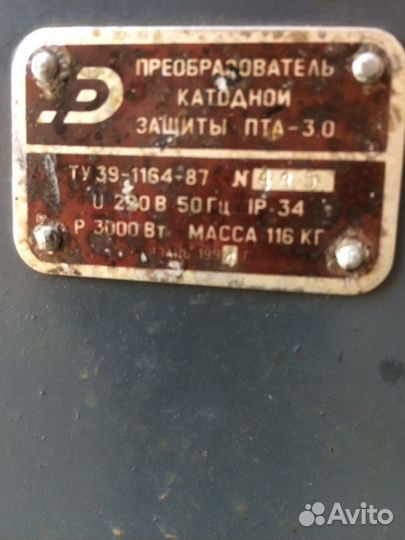 ПРЕОБРАЗОВАТЕЛЬ
КАТОДНОЙ
ЗАЩИТЫ ПТА-3.0
ТУ 39-1164-87 N
U 220 В 50 Гц IP-34
Р 3000 Вт МАССА 116 КГ
Avito